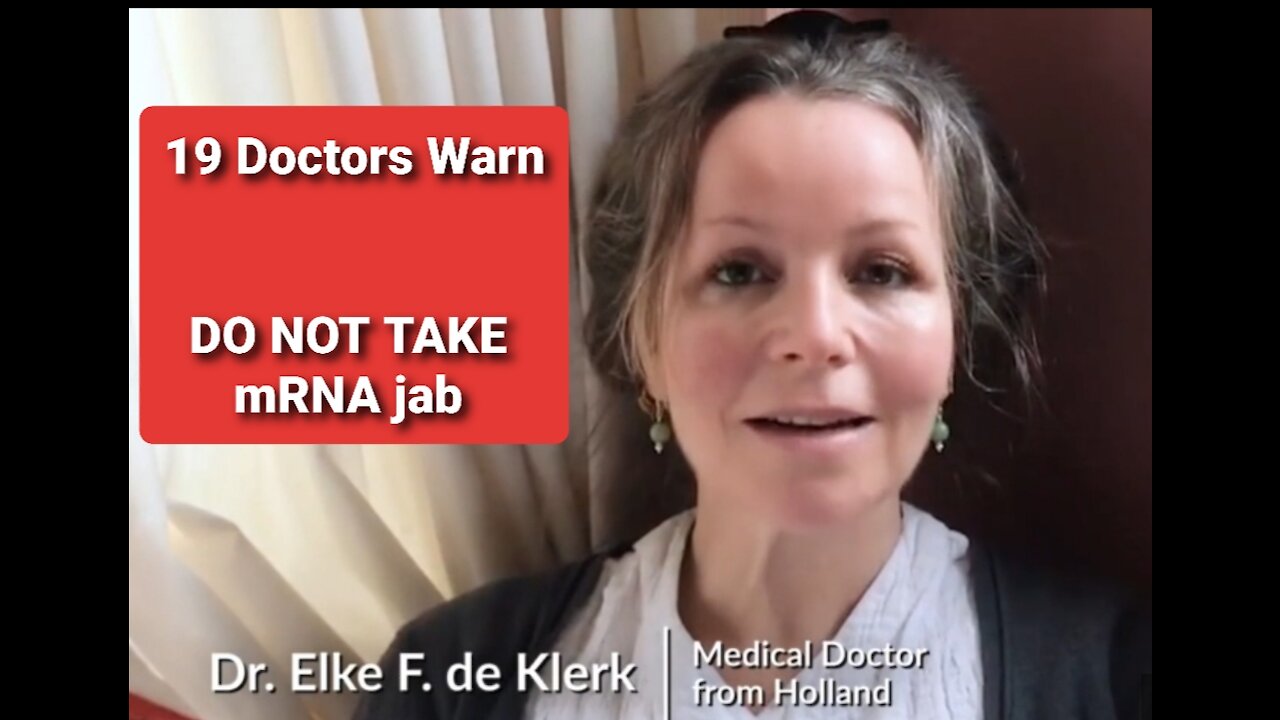 19 Doctors Warn
DO NOT TAKE
mRNA jab
Dr. Elke F. de Klerk
Medical Doctor
from Holland